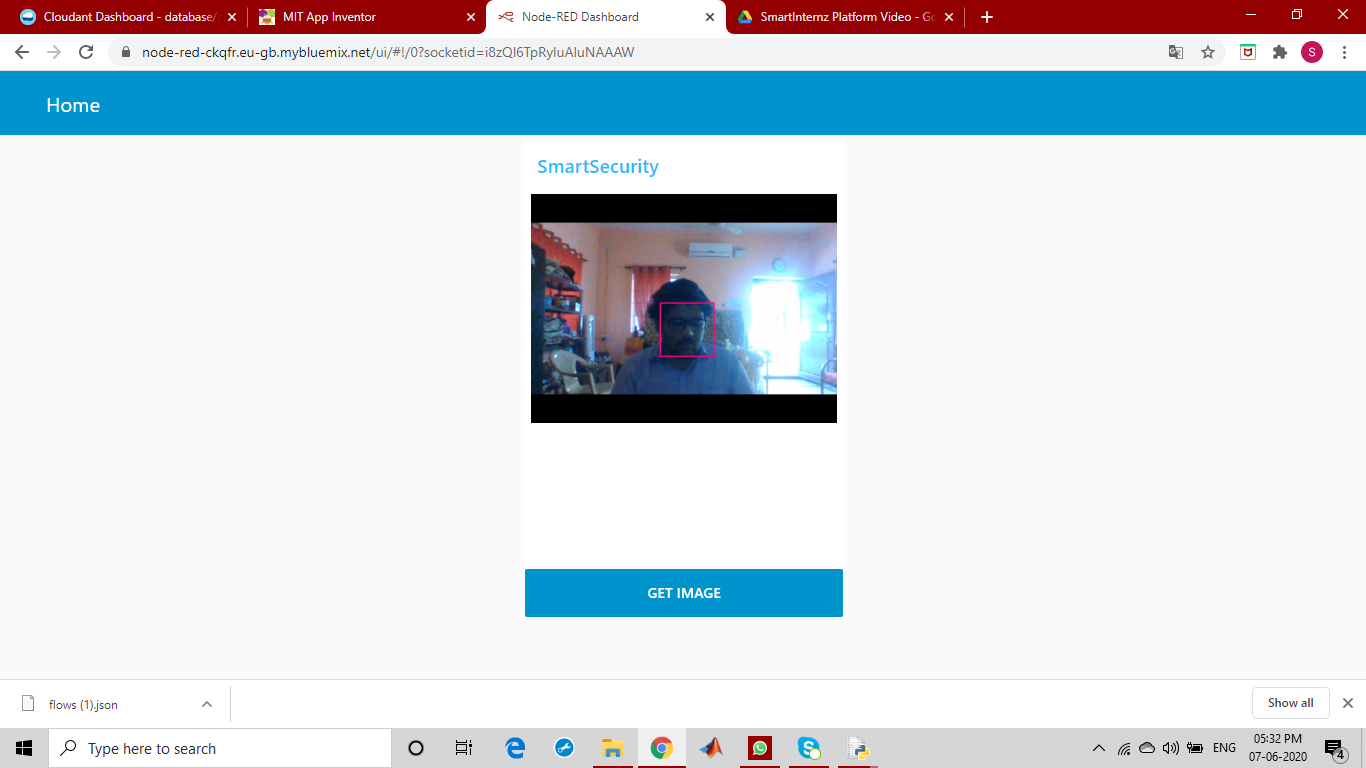 Cloudant Dashboard - database/
MIT App Inventor
Node-RED Dashboard
SmartInternz Platform Video - Go
node-red-ckqfr.eu-gb.mybluemix.net/ui/#!/0?socketid=i8zQI6TpRyluAIuNAAAW
S
Home
SmartSecurity
GET IMAGE
flows (1).json
Show all
Type here to search
ENG
05:32 PM
07-06-2020
4